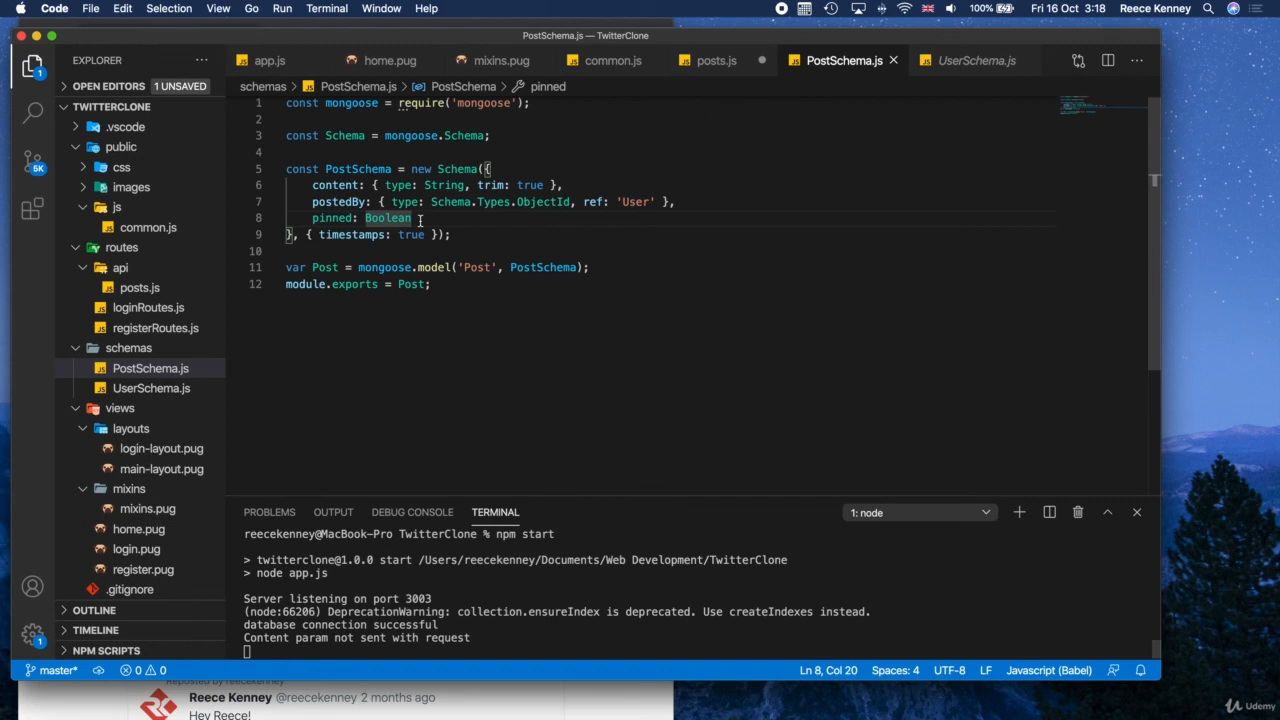 Code File Edit Selection View Go Run Terminal Window Help 100% Fri 16 Oct 3:18 Reece Kenney
PostSchema.js — TwitterClone
EXPLORER
app.js home.pug mixins.pug common.js posts.js PostSchema.js UserSchema.js
OPEN EDITORS 1 UNSAVED
schemas > PostSchema.js > PostSchema > pinned
TWITTERCLONE
.vscode
public
css
images
js
common.js
routes
api
posts.js
loginRoutes.js
registerRoutes.js
schemas
PostSchema.js
UserSchema.js
views
layouts
login-layout.pug
main-layout.pug
mixins
mixins.pug
home.pug
login.pug
register.pug
.gitignore
OUTLINE
TIMELINE
NPM SCRIPTS
1
5K
1
1 const mongoose = require('mongoose');
2
3 const Schema = mongoose.Schema;
4
5 const PostSchema = new Schema({
6 content: { type: String, trim: true },
7 postedBy: { type: Schema.Types.ObjectId, ref: 'User' },
8 pinned: Boolean
9 }, { timestamps: true });
10
11 var Post = mongoose.model('Post', PostSchema);
12 module.exports = Post;
PROBLEMS OUTPUT DEBUG CONSOLE TERMINAL 1: node
reecekenney@MacBook-Pro TwitterClone % npm start
> twitterclone@1.0.0 start /Users/reecekenney/Documents/Web Development/TwitterClone
> node app.js
Server listening on port 3003
(node:66206) DeprecationWarning: collection.ensureIndex is deprecated. Use createIndexes instead.
database connection successful
Content param not sent with request
master* 0 0 Ln 8, Col 20 Spaces: 4 UTF-8 LF Javascript (Babel)
Reposted by reecekenney
Reece Kenney @reecekenney 2 months ago
Hey Reece!
Udemy